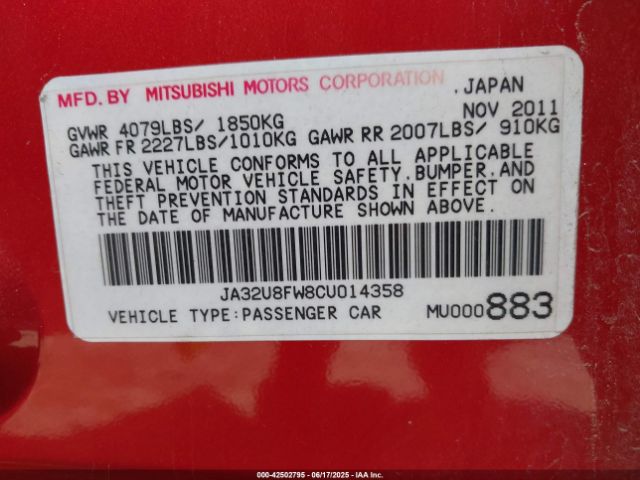 MFD. BY MITSUBISHI MOTORS CORPORATION, JAPAN
GVWR 4079LBS/ 1850KG NOV 2011
GAWR FR 2227LBS/1010KG GAWR RR 2007LBS/ 910KG
THIS VEHICLE CONFORMS TO ALL APPLICABLE
FEDERAL MOTOR VEHICLE SAFETY, BUMPER, AND
THEFT PREVENTION STANDARDS IN EFFECT ON
THE DATE OF MANUFACTURE SHOWN ABOVE.
JA32U8FW8CU014358
VEHICLE TYPE:PASSENGER CAR MU000883
000-42502795 - 06/17/2025 - IAA Inc.